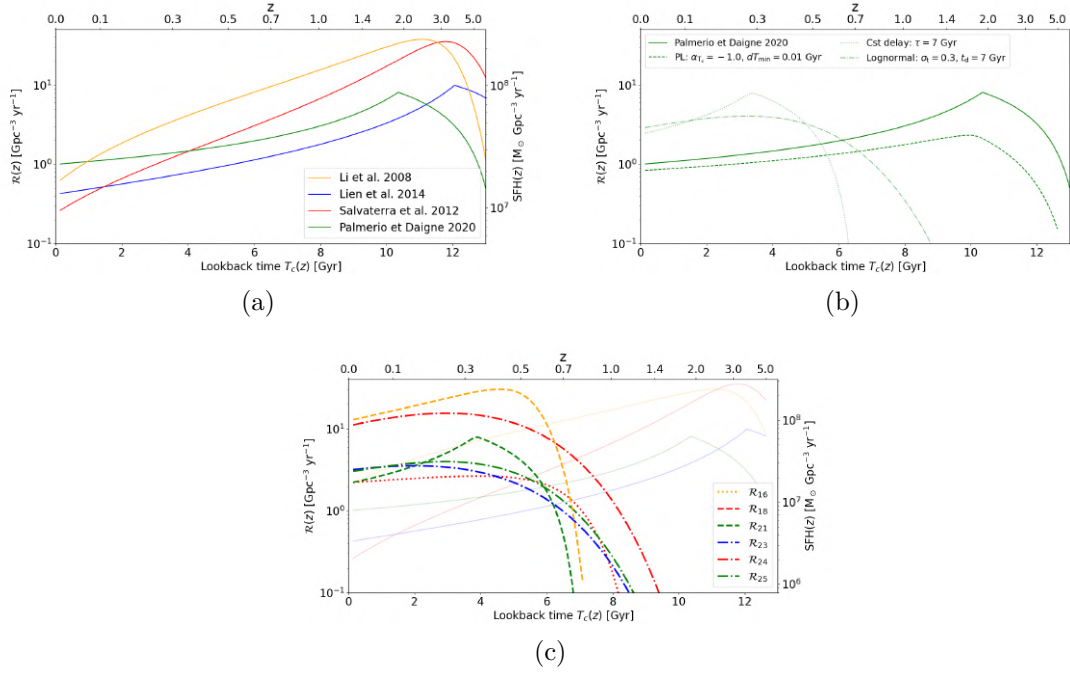 z
0.0 0.1 0.3 0.5 0.7 1.0 2.0 3.0 5.0
10¹
10⁰
10⁻¹
ℛ(z) [Gpc⁻³ yr⁻¹]
10⁸
10⁷
SFH(z) [M⊙ Gpc⁻³ yr⁻¹]
Li et al. 2008
Lien et al. 2014
Salvaterra et al. 2012
Palmerio et Daigne 2020
0 2 4 6 8 10 12
Lookback time T_c(z) [Gyr]
(a)
z
0.0 0.1 0.3 0.5 0.7 1.0 2.0 3.0 5.0
Palmerio et Daigne 2020
PL: α_{T_s} = −1.0, dT_min = 0.01 Gyr
Cst delay: τ = 7 Gyr
Lognormal: σ_t = 0.3, t_d = 7 Gyr
10¹
10⁰
10⁻¹
ℛ(z) [Gpc⁻³ yr⁻¹]
0 2 4 6 8 10 12
Lookback time T_c(z) [Gyr]
(b)
z
0.0 0.1 0.3 0.5 0.7 1.0 2.0 3.0 5.0
10¹
10⁰
10⁻¹
ℛ(z) [Gpc⁻³ yr⁻¹]
10⁸
10⁷
10⁶
SFH(z) [M⊙ Gpc⁻³ yr⁻¹]
ℛ₁₆
ℛ₁₈
ℛ₂₁
ℛ₂₃
ℛ₂₄
ℛ₂₅
0 2 4 6 8 10 12
Lookback time T_c(z) [Gyr]
(c)